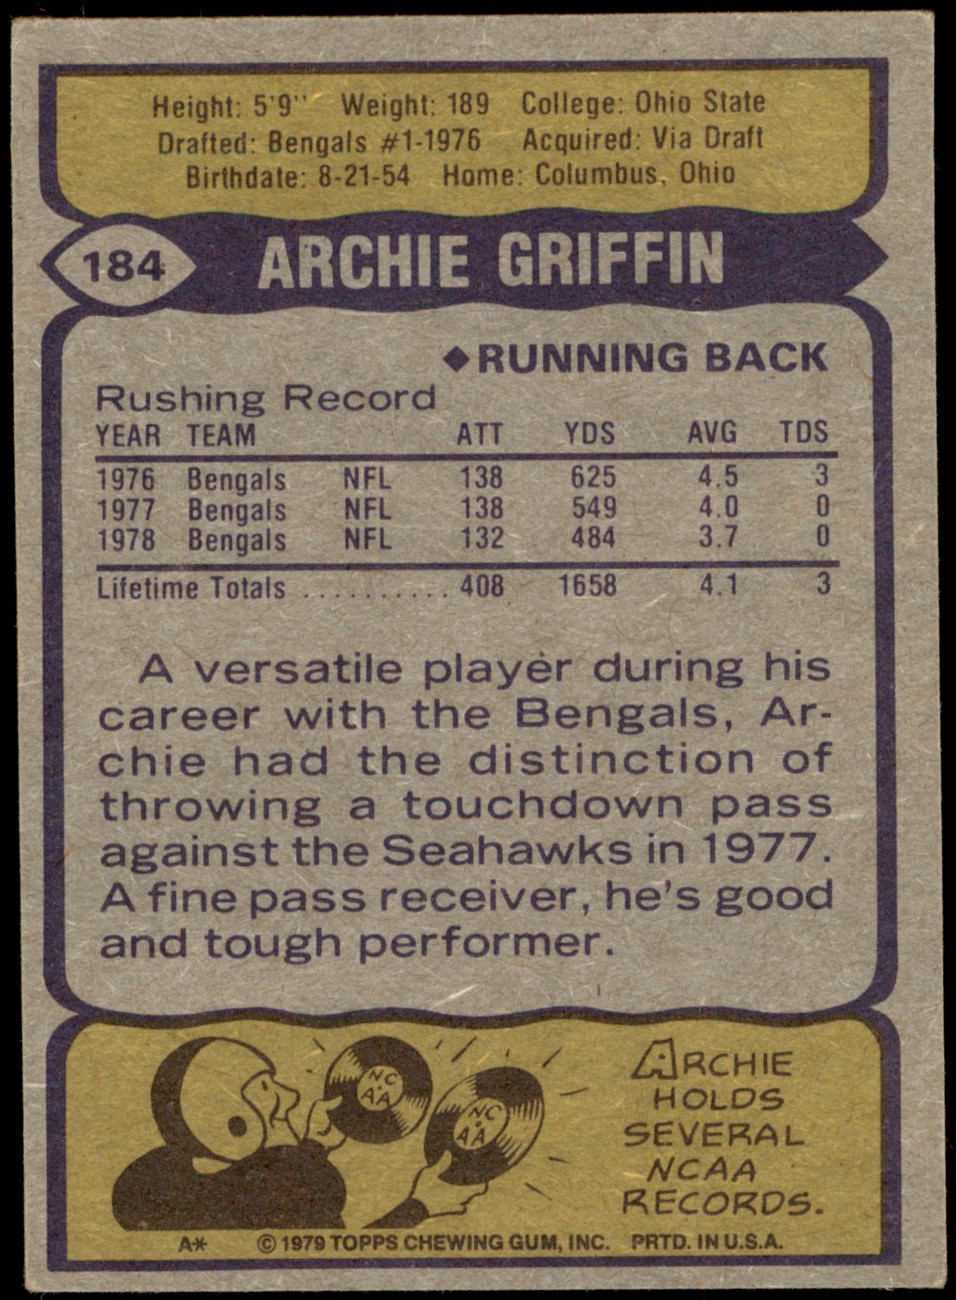 Height: 5'9" Weight: 189 College: Ohio State
Drafted: Bengals #1-1976 Acquired: Via Draft
Birthdate: 8-21-54 Home: Columbus, Ohio
184 ARCHIE GRIFFIN
◆RUNNING BACK
Rushing Record
YEAR TEAM ATT YDS AVG TDS
1976 Bengals NFL 138 625 4.5 3
1977 Bengals NFL 138 549 4.0 0
1978 Bengals NFL 132 484 3.7 0
Lifetime Totals .......... 408 1658 4.1 3
A versatile player during his
career with the Bengals, Ar-
chie had the distinction of
throwing a touchdown pass
against the Seahawks in 1977.
A fine pass receiver, he's good
and tough performer.
NC
AA
NC
AA
ARCHIE
HOLDS
SEVERAL
NCAA
RECORDS.
A* © 1979 TOPPS CHEWING GUM, INC. PRTD. IN U.S.A.